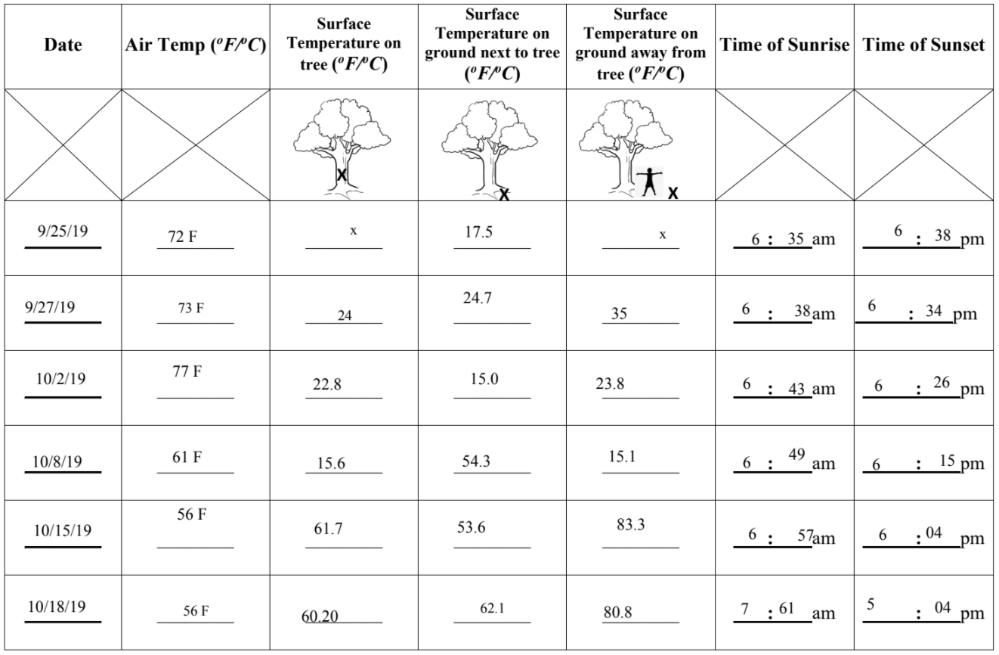 Date
Air Temp (ºF/ºC)
Surface
Temperature on
tree (ºF/ºC)
Surface
Temperature on
ground next to tree
(ºF/ºC)
Surface
Temperature on
ground away from
tree (ºF/ºC)
Time of Sunrise
Time of Sunset
X
X
X
9/25/19 72 F x 17.5 x 6 : 35 am 6 : 38 pm
9/27/19 73 F 24 24.7 35 6 : 38 am 6 : 34 pm
10/2/19 77 F 22.8 15.0 23.8 6 : 43 am 6 : 26 pm
10/8/19 61 F 15.6 54.3 15.1 6 : 49 am 6 : 15 pm
10/15/19 56 F 61.7 53.6 83.3 6 : 57am 6 : 04 pm
10/18/19 56 F 60.20 62.1 80.8 7 : 61 am 5 : 04 pm